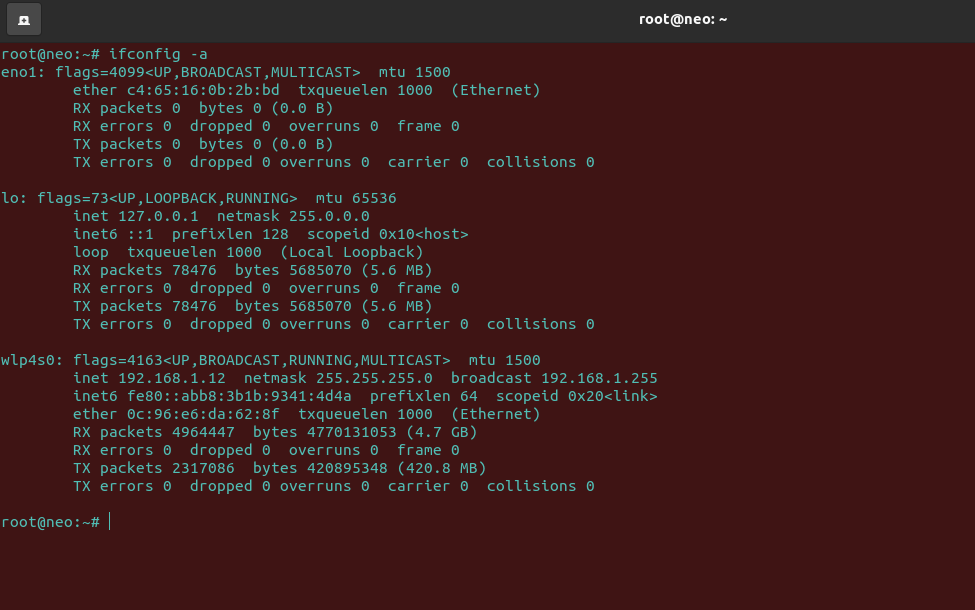 root@neo: ~
root@neo:~# ifconfig -a
eno1: flags=4099<UP,BROADCAST,MULTICAST>  mtu 1500
        ether c4:65:16:0b:2b:bd  txqueuelen 1000  (Ethernet)
        RX packets 0  bytes 0 (0.0 B)
        RX errors 0  dropped 0  overruns 0  frame 0
        TX packets 0  bytes 0 (0.0 B)
        TX errors 0  dropped 0 overruns 0  carrier 0  collisions 0

lo: flags=73<UP,LOOPBACK,RUNNING>  mtu 65536
        inet 127.0.0.1  netmask 255.0.0.0
        inet6 ::1  prefixlen 128  scopeid 0x10<host>
        loop  txqueuelen 1000  (Local Loopback)
        RX packets 78476  bytes 5685070 (5.6 MB)
        RX errors 0  dropped 0  overruns 0  frame 0
        TX packets 78476  bytes 5685070 (5.6 MB)
        TX errors 0  dropped 0 overruns 0  carrier 0  collisions 0

wlp4s0: flags=4163<UP,BROADCAST,RUNNING,MULTICAST>  mtu 1500
        inet 192.168.1.12  netmask 255.255.255.0  broadcast 192.168.1.255
        inet6 fe80::abb8:3b1b:9341:4d4a  prefixlen 64  scopeid 0x20<link>
        ether 0c:96:e6:da:62:8f  txqueuelen 1000  (Ethernet)
        RX packets 4964447  bytes 4770131053 (4.7 GB)
        RX errors 0  dropped 0  overruns 0  frame 0
        TX packets 2317086  bytes 420895348 (420.8 MB)
        TX errors 0  dropped 0 overruns 0  carrier 0  collisions 0

root@neo:~#